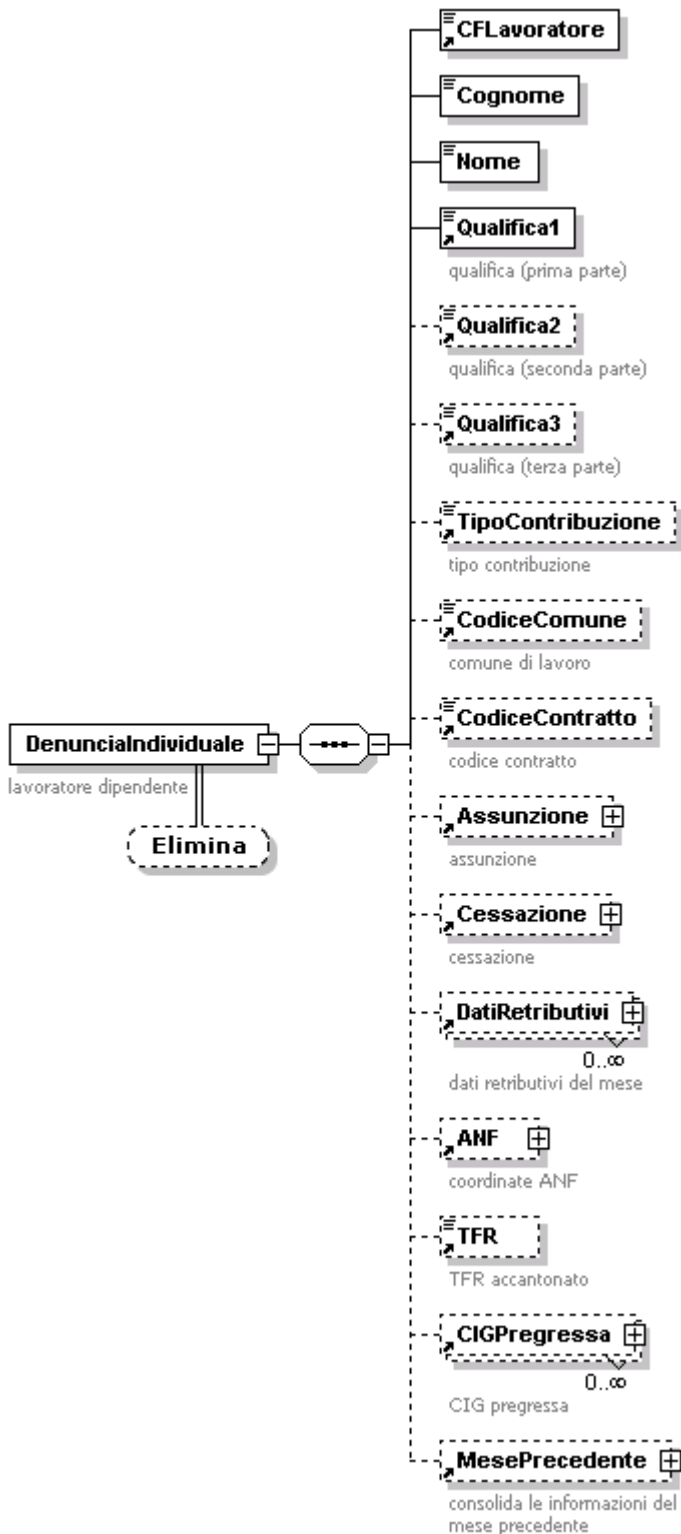 CFLavoratore
Cognome
Nome
Qualifica1
qualifica (prima parte)
Qualifica2
qualifica (seconda parte)
Qualifica3
qualifica (terza parte)
TipoContribuzione
tipo contribuzione
CodiceComune
comune di lavoro
CodiceContratto
codice contratto
DenunciaIndividuale
lavoratore dipendente
Elimina
Assunzione
assunzione
Cessazione
cessazione
DatiRetributivi
0..∞
dati retributivi del mese
ANF
coordinate ANF
TFR
TFR accantonato
CIGPregressa
0..∞
CIG pregressa
MesePrecedente
consolida le informazioni del
mese precedente